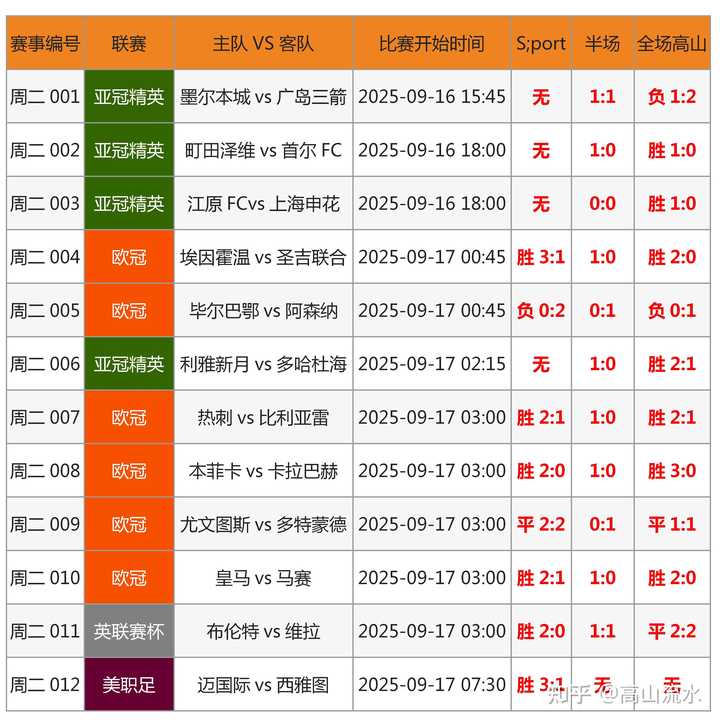 赛事编号 联赛 主队 VS 客队 比赛开始时间 S;port 半场 全场高山
周二 001 亚冠精英 墨尔本城 vs 广岛三箭 2025-09-16 15:45 无 1:1 负 1:2
周二 002 亚冠精英 町田泽维 vs 首尔 FC 2025-09-16 18:00 无 1:0 胜 1:0
周二 003 亚冠精英 江原 FCvs 上海申花 2025-09-16 18:00 无 0:0 胜 1:0
周二 004 欧冠 埃因霍温 vs 圣吉联合 2025-09-17 00:45 胜 3:1 1:0 胜 2:0
周二 005 欧冠 毕尔巴鄂 vs 阿森纳 2025-09-17 00:45 负 0:2 0:1 负 0:1
周二 006 亚冠精英 利雅新月 vs 多哈杜海 2025-09-17 02:15 无 1:0 胜 2:1
周二 007 欧冠 热刺 vs 比利亚雷 2025-09-17 03:00 胜 2:1 1:0 胜 2:1
周二 008 欧冠 本菲卡 vs 卡拉巴赫 2025-09-17 03:00 胜 2:0 1:0 胜 3:0
周二 009 欧冠 尤文图斯 vs 多特蒙德 2025-09-17 03:00 平 2:2 0:1 平 1:1
周二 010 欧冠 皇马 vs 马赛 2025-09-17 03:00 胜 2:1 1:0 胜 2:0
周二 011 英联赛杯 布伦特 vs 维拉 2025-09-17 03:00 胜 2:0 1:1 平 2:2
周二 012 美职足 迈国际 vs 西雅图 2025-09-17 07:30 胜 3:1 无 无
知乎 @高山流水